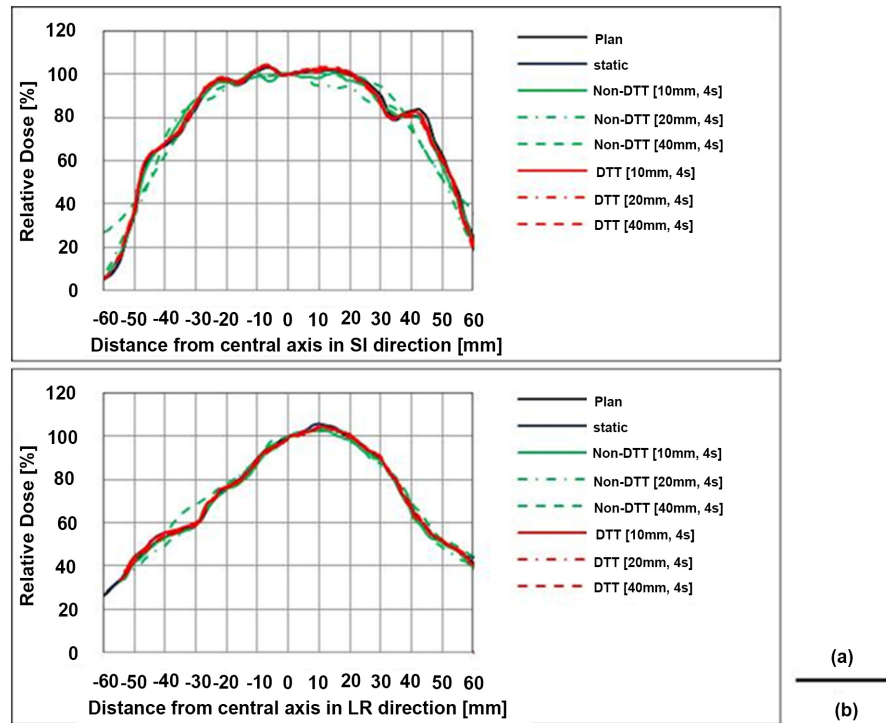 120
100
80
60
40
20
0
Relative Dose [%]
-60 -50 -40 -30 -20 -10 0 10 20 30 40 50 60
Distance from central axis in SI direction [mm]
Plan
static
Non-DTT [10mm, 4s]
Non-DTT [20mm, 4s]
Non-DTT [40mm, 4s]
DTT [10mm, 4s]
DTT [20mm, 4s]
DTT [40mm, 4s]
120
100
80
60
40
20
0
Relative Dose [%]
-60 -50 -40 -30 -20 -10 0 10 20 30 40 50 60
Distance from central axis in LR direction [mm]
Plan
static
Non-DTT [10mm, 4s]
Non-DTT [20mm, 4s]
Non-DTT [40mm, 4s]
DTT [10mm, 4s]
DTT [20mm, 4s]
DTT [40mm, 4s]
(a)
(b)